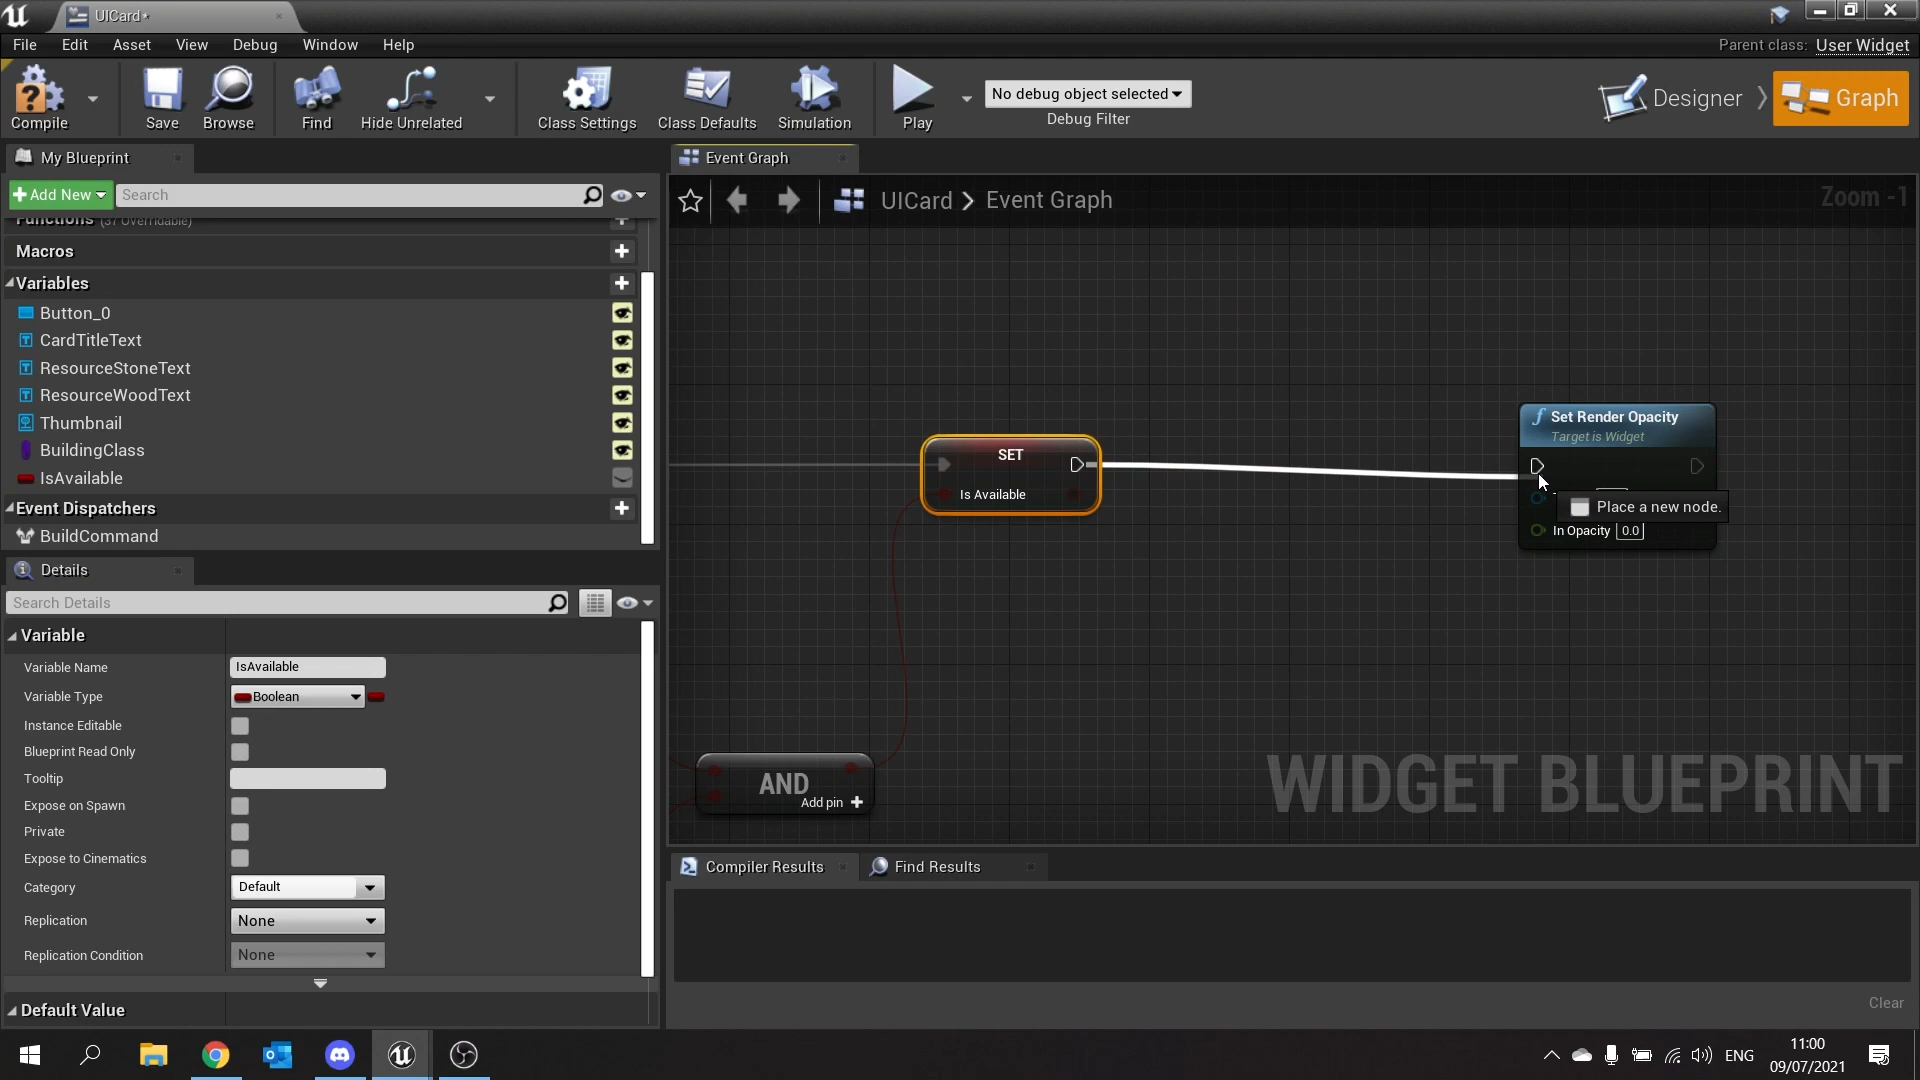 UICard*
File Edit Asset View Debug Window Help
Parent class: User Widget
Compile
Save
Browse
Find
Hide Unrelated
Class Settings
Class Defaults
Simulation
Play
No debug object selected
Debug Filter
Designer
Graph
My Blueprint
Add New
Search
Functions (37 Overridable)
Macros
Variables
Button_0
CardTitleText
ResourceStoneText
ResourceWoodText
Thumbnail
BuildingClass
IsAvailable
Event Dispatchers
BuildCommand
Details
Search Details
Variable
Variable Name IsAvailable
Variable Type Boolean
Instance Editable
Blueprint Read Only
Tooltip
Expose on Spawn
Private
Expose to Cinematics
Category Default
Replication None
Replication Condition None
Default Value
Event Graph
UICard > Event Graph
Zoom -1
SET
Is Available
Set Render Opacity
Target is Widget
Place a new node.
In Opacity 0.0
AND
Add pin
WIDGET BLUEPRINT
Compiler Results
Find Results
Clear
ENG
11:00
09/07/2021